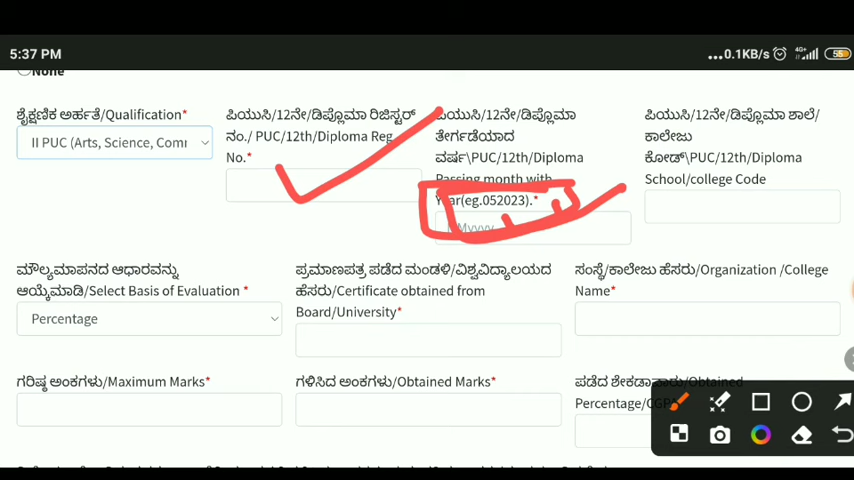 5:37 PM
...0.1KB/s 4G+ 55
None
ಶೈಕ್ಷಣಿಕ ಅರ್ಹತೆ/Qualification*
II PUC (Arts, Science, Comm
ಪಿಯುಸಿ/12ನೇ/ಡಿಪ್ಲೊಮಾ ರಿಜಿಸ್ಟರ್
ನಂ./ PUC/12th/Diploma Reg
No.*
ಪಿಯುಸಿ/12ನೇ/ಡಿಪ್ಲೊಮಾ
ತೇರ್ಗಡೆಯಾದ
ವರ್ಷ\PUC/12th/Diploma
Passing month with
Year(eg.052023).*
ಪಿಯುಸಿ/12ನೇ/ಡಿಪ್ಲೊಮಾ ಶಾಲೆ/
ಕಾಲೇಜು
ಕೋಡ್\PUC/12th/Diploma
School/college Code
ಮೌಲ್ಯಮಾಪನದ ಆಧಾರವನ್ನು
ಆಯ್ಕೆಮಾಡಿ/Select Basis of Evaluation *
Percentage
ಪ್ರಮಾಣಪತ್ರ ಪಡೆದ ಮಂಡಳಿ/ವಿಶ್ವವಿದ್ಯಾಲಯದ
ಹೆಸರು/Certificate obtained from
Board/University*
ಸಂಸ್ಥೆ/ಕಾಲೇಜು ಹೆಸರು/Organization /College
Name*
ಗರಿಷ್ಠ ಅಂಕಗಳು/Maximum Marks*
ಗಳಿಸಿದ ಅಂಕಗಳು/Obtained Marks*
ಪಡೆದ ಶೇಕಡಾವಾರು/Obtained
Percentage/CGPA